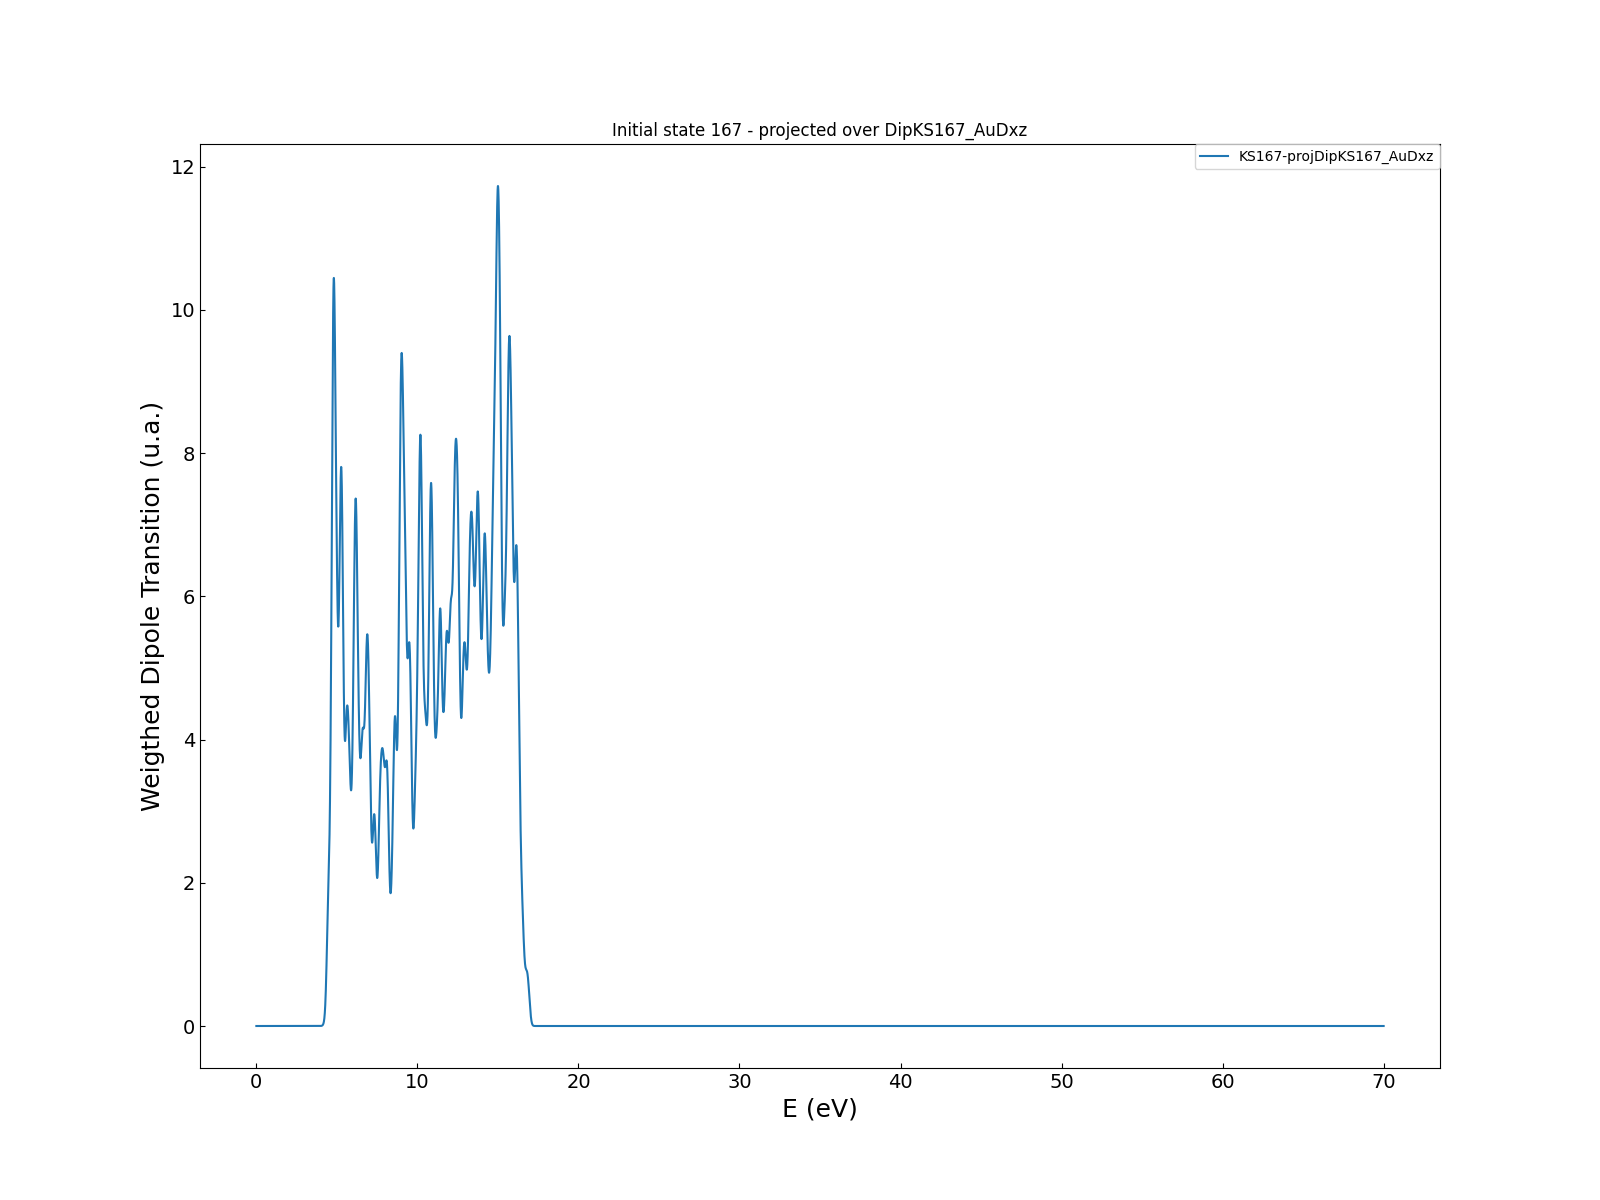 Initial state 167 - projected over DipKS167_AuDxz
KS167-projDipKS167_AuDxz
12
10
8
6
4
2
0
Weigthed Dipole Transition (u.a.)
0 10 20 30 40 50 60 70
E (eV)